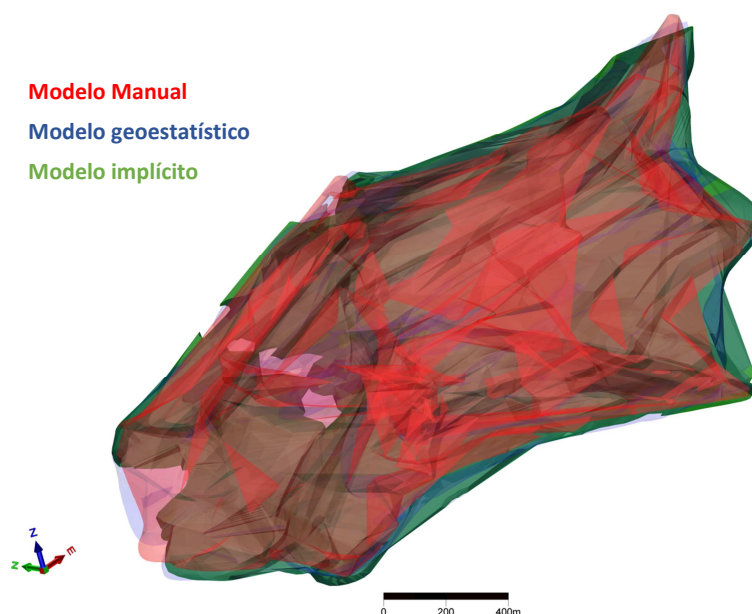 Modelo Manual
Modelo geoestatístico
Modelo implícito
Z
N
E
0 200 400m